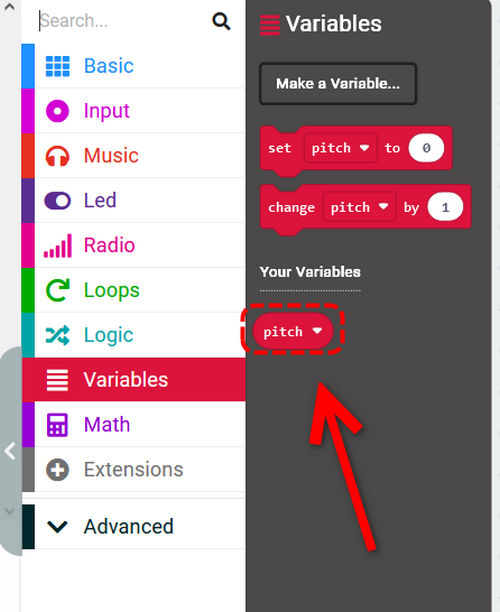 Search...
Basic
Input
Music
Led
Radio
Loops
Logic
Variables
Math
Extensions
Advanced
Variables
Make a Variable...
set pitch to 0
change pitch by 1
Your Variables
pitch